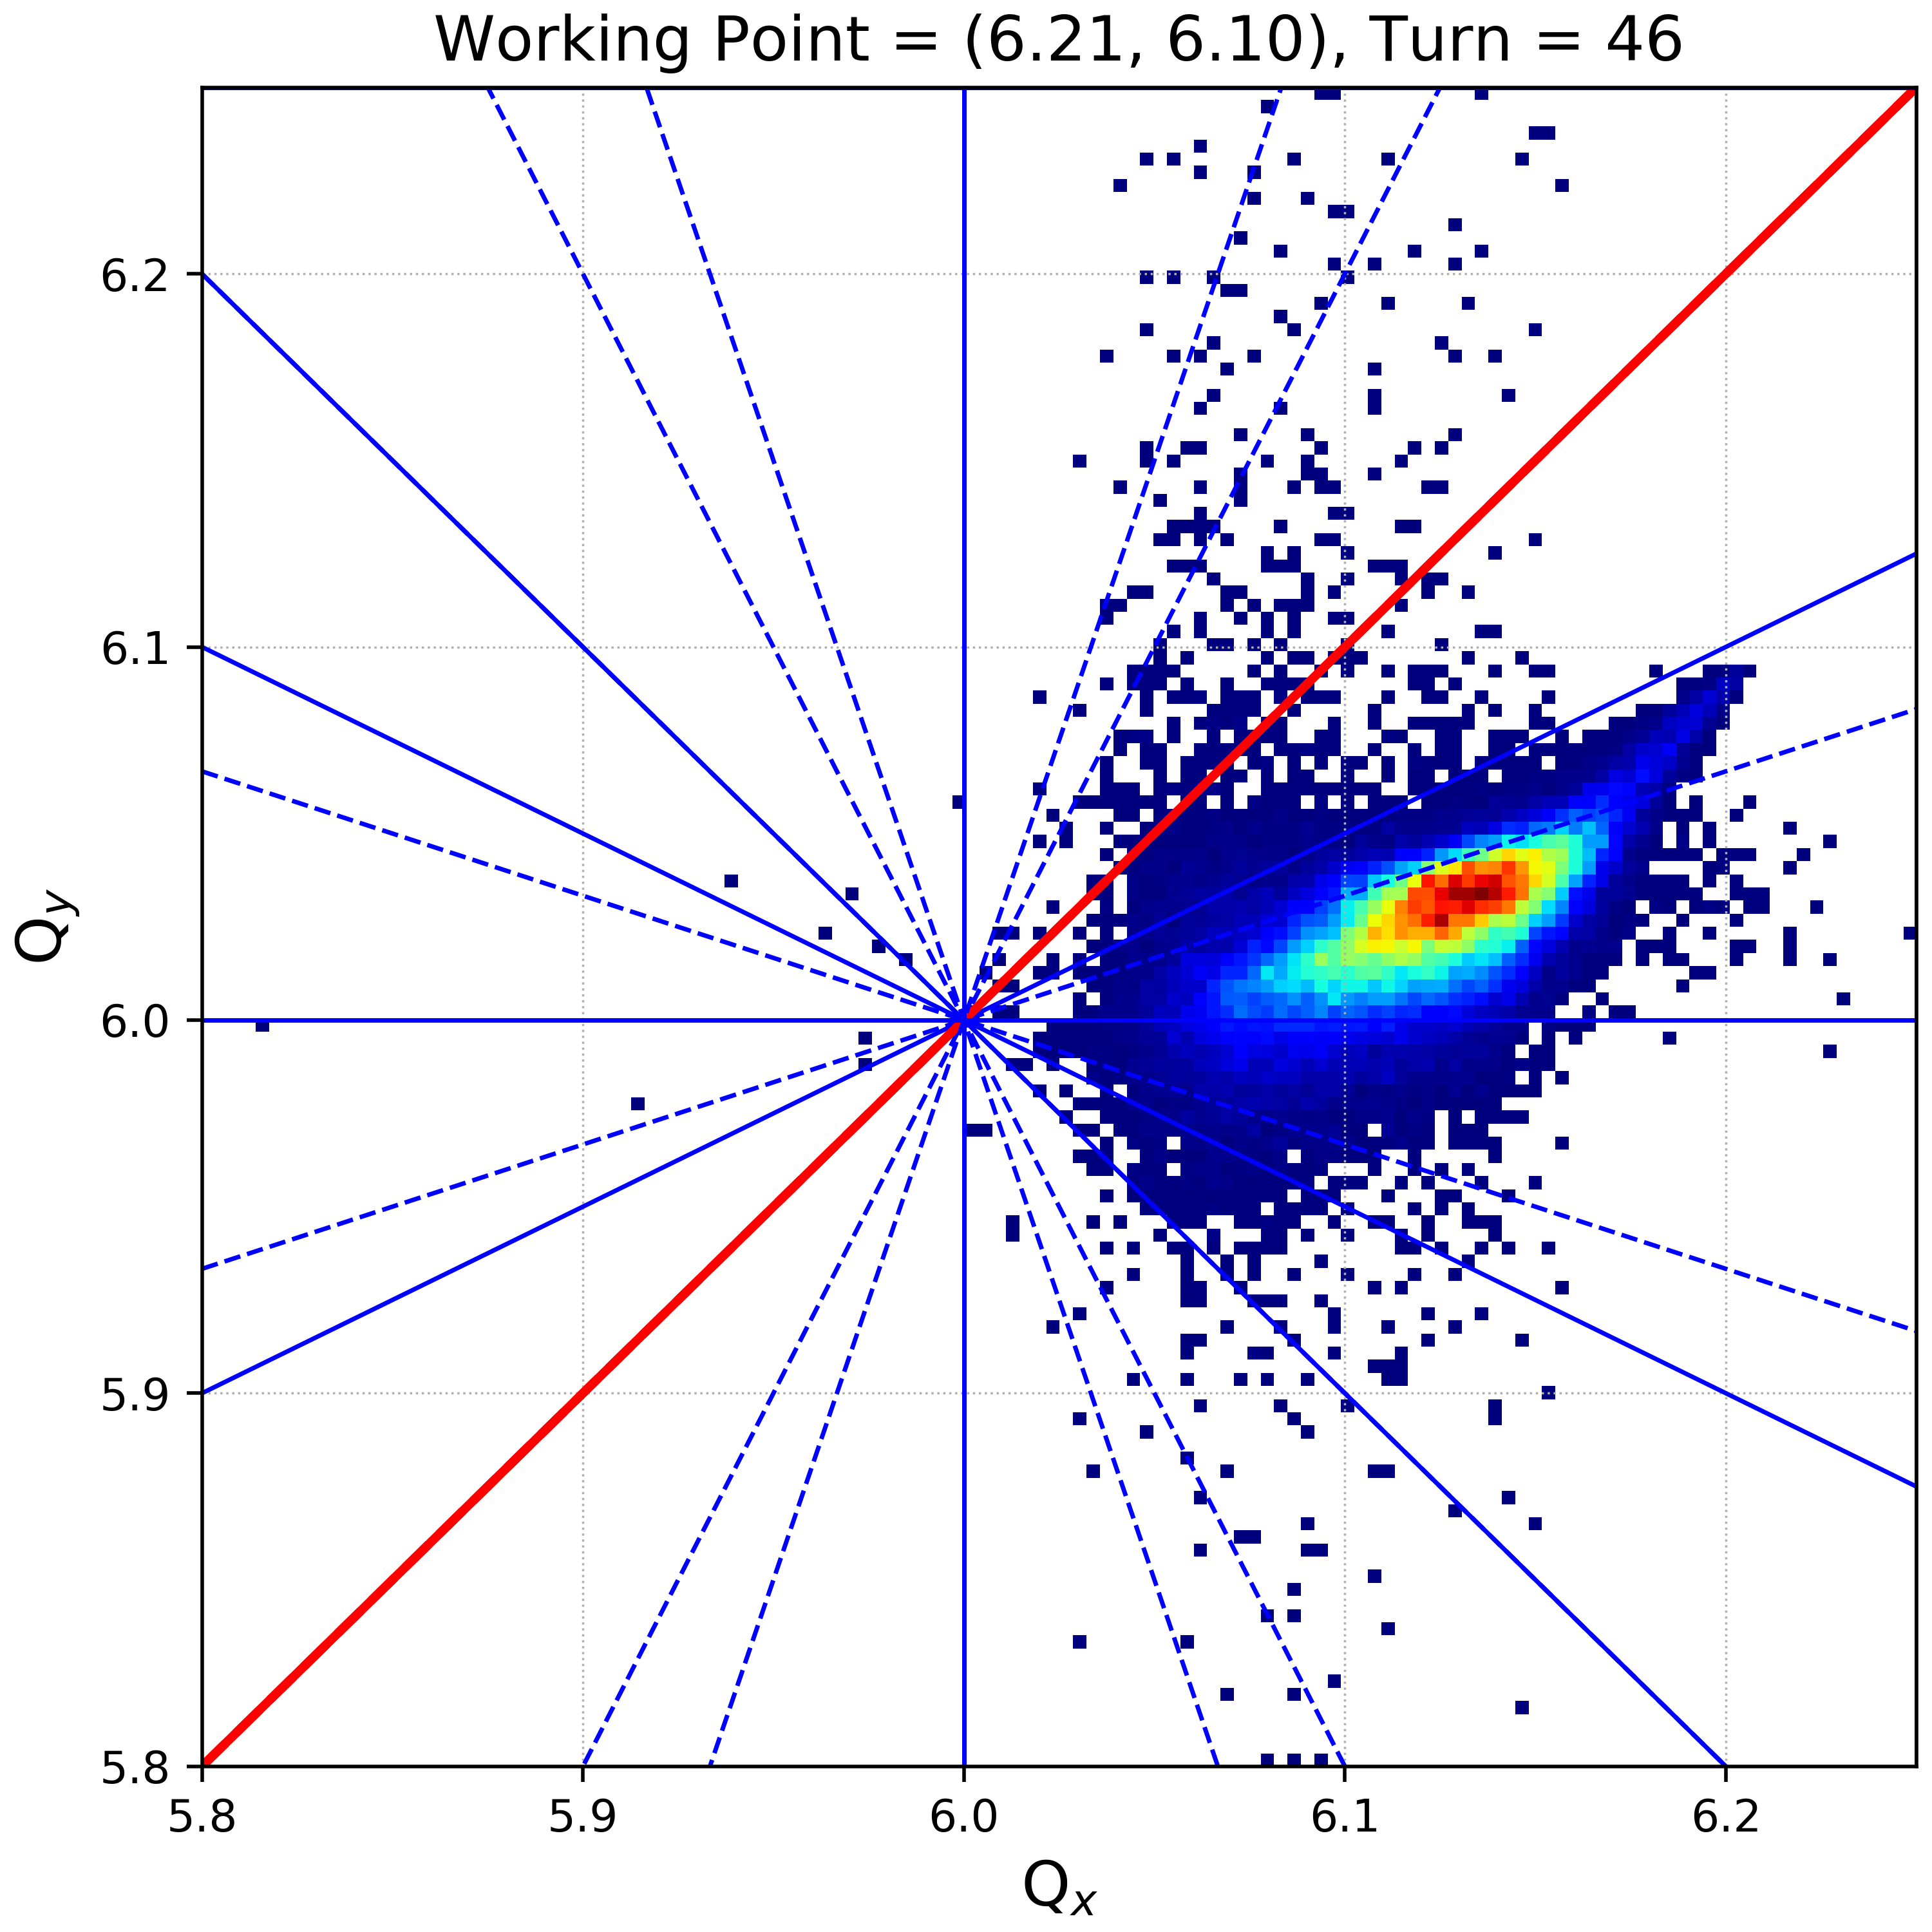 Working Point = (6.21, 6.10), Turn = 46
6.2
6.1
6.0
5.9
5.8
Qy
5.8 5.9 6.0 6.1 6.2
Qx